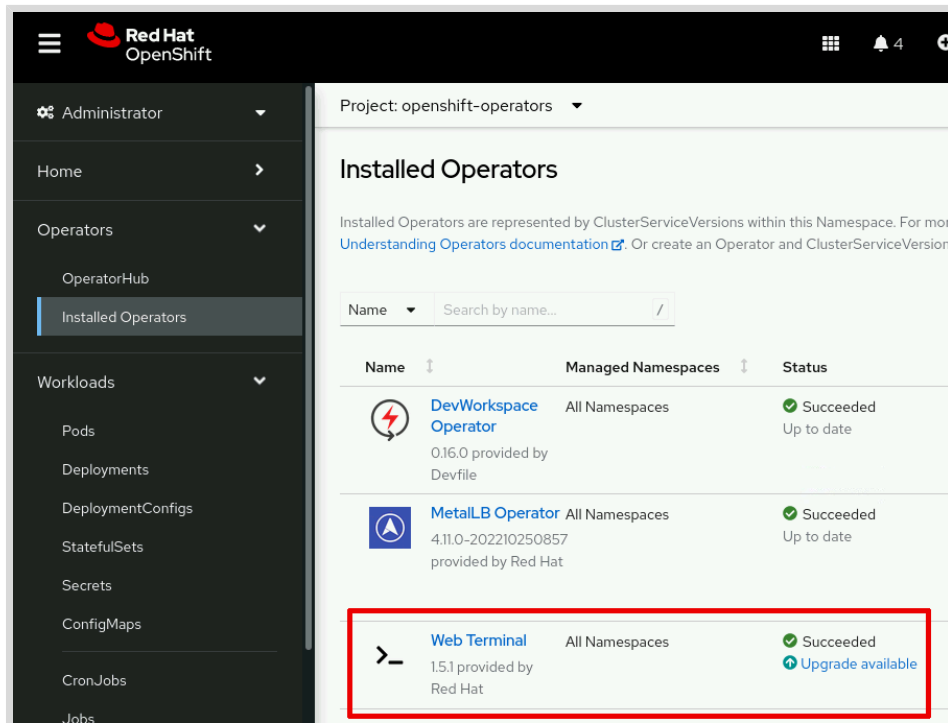 Red Hat
OpenShift
4
Administrator
Project: openshift-operators
Home
Operators
OperatorHub
Installed Operators
Workloads
Pods
Deployments
DeploymentConfigs
StatefulSets
Secrets
ConfigMaps
CronJobs
Jobs
Installed Operators
Installed Operators are represented by ClusterServiceVersions within this Namespace. For
Understanding Operators documentation. Or create an Operator and ClusterServiceVersion
Name
Search by name...
/
Name Managed Namespaces Status
DevWorkspace All Namespaces Succeeded
Operator Up to date
0.16.0 provided by
Devfile
MetalLB Operator All Namespaces Succeeded
4.11.0-202210250857 Up to date
provided by Red Hat
Web Terminal All Namespaces Succeeded
1.5.1 provided by Upgrade available
Red Hat